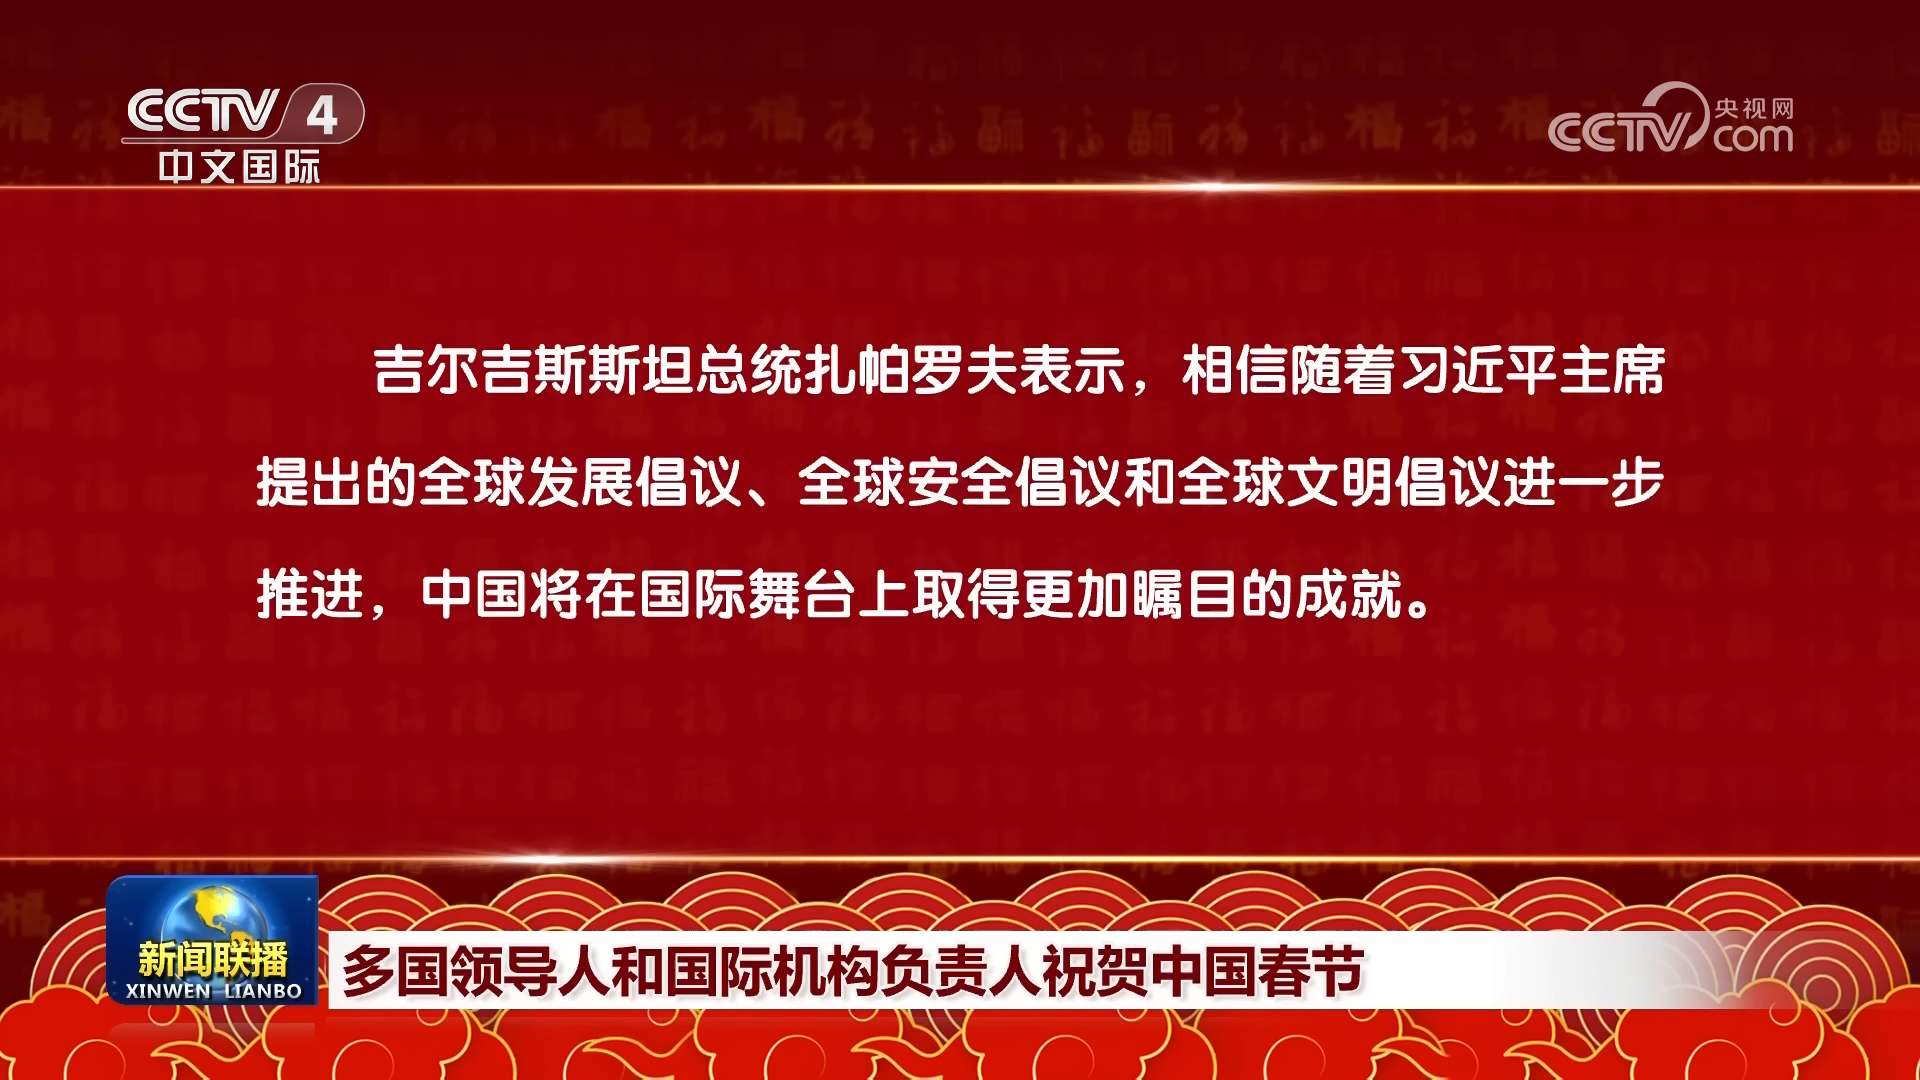 CCTV 4
中文国际
央视网
CCTV com
吉尔吉斯斯坦总统扎帕罗夫表示，相信随着习近平主席
提出的全球发展倡议、全球安全倡议和全球文明倡议进一步
推进，中国将在国际舞台上取得更加瞩目的成就。
新闻联播
XINWEN LIANBO
多国领导人和国际机构负责人祝贺中国春节